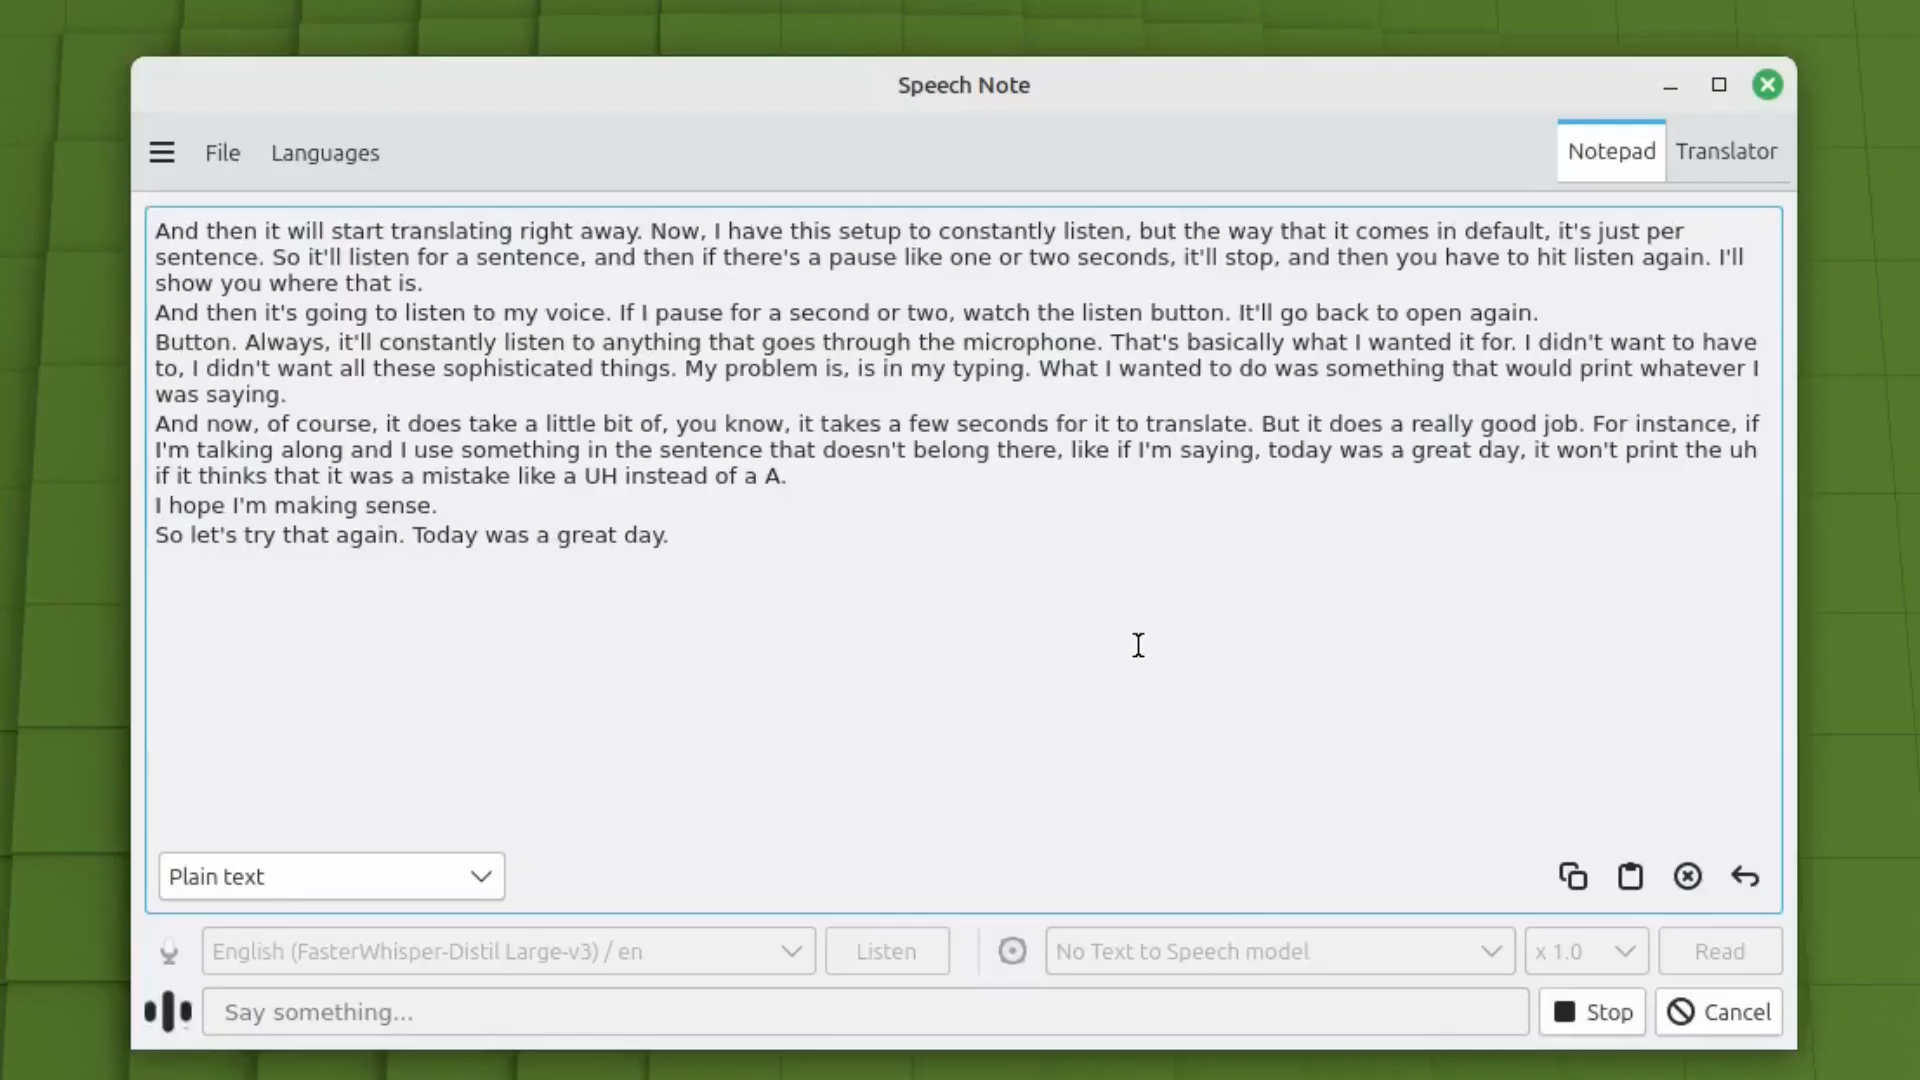 Speech Note
File Languages Notepad Translator
And then it will start translating right away. Now, I have this setup to constantly listen, but the way that it comes in default, it's just per
sentence. So it'll listen for a sentence, and then if there's a pause like one or two seconds, it'll stop, and then you have to hit listen again. I'll
show you where that is.
And then it's going to listen to my voice. If I pause for a second or two, watch the listen button. It'll go back to open again.
Button. Always, it'll constantly listen to anything that goes through the microphone. That's basically what I wanted it for. I didn't want to have
to, I didn't want all these sophisticated things. My problem is, is in my typing. What I wanted to do was something that would print whatever I
was saying.
And now, of course, it does take a little bit of, you know, it takes a few seconds for it to translate. But it does a really good job. For instance, if
I'm talking along and I use something in the sentence that doesn't belong there, like if I'm saying, today was a great day, it won't print the uh
if it thinks that it was a mistake like a UH instead of a A.
I hope I'm making sense.
So let's try that again. Today was a great day.
Plain text
English (FasterWhisper-Distil Large-v3) / en Listen No Text to Speech model x 1.0 Read
Say something... Stop Cancel